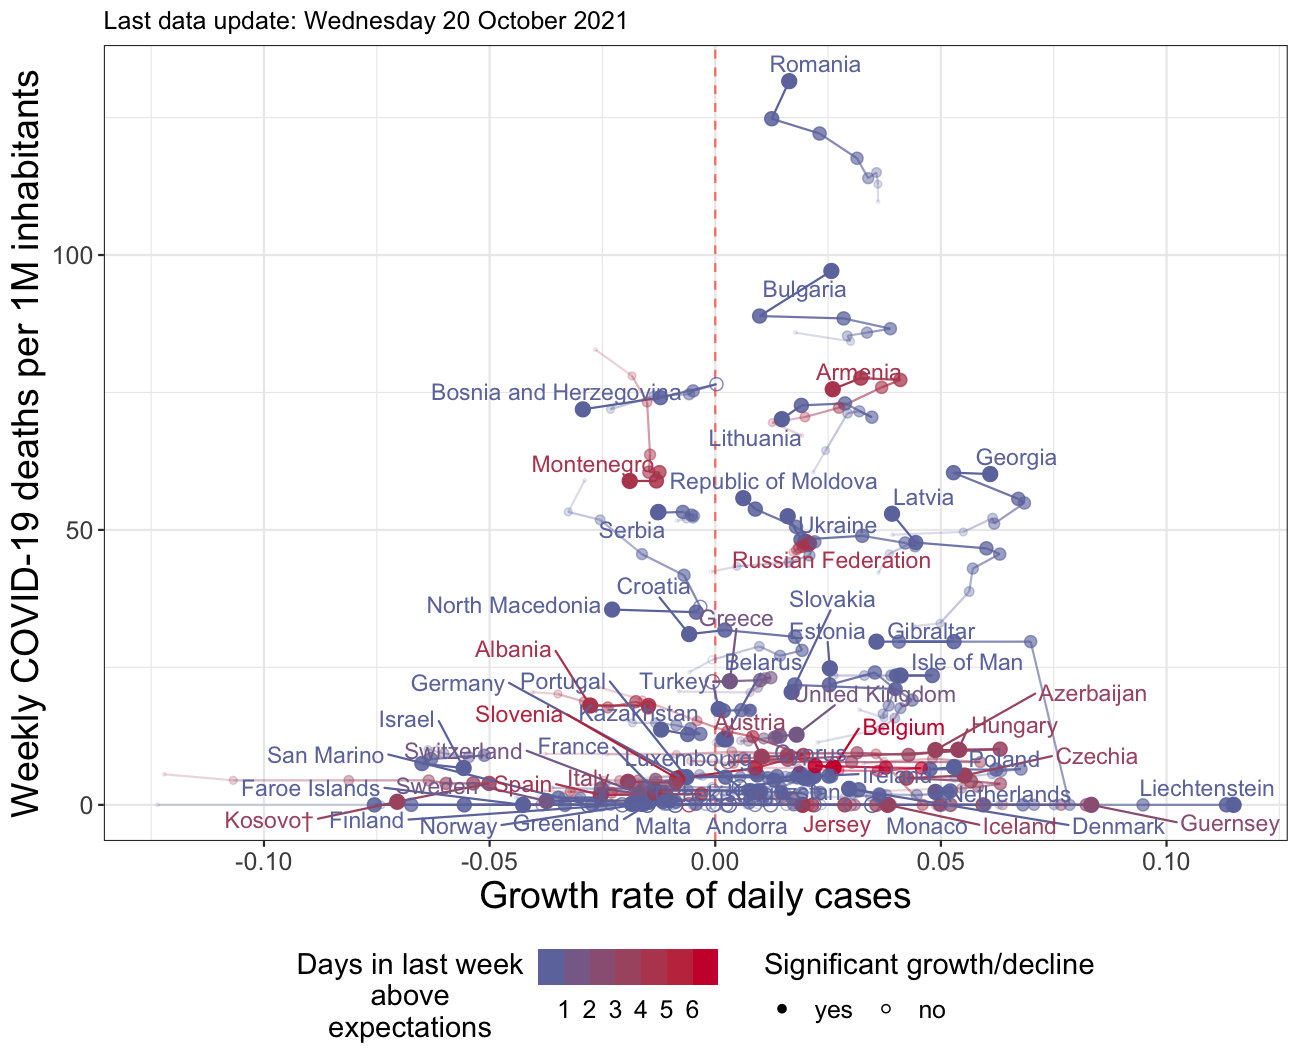 Last data update: Wednesday 20 October 2021
Weekly COVID-19 deaths per 1M inhabitants
Romania
100
Bulgaria
Armenia
Bosnia and Herzegovina
Lithuania
Georgia
Montenegro
Republic of Moldova
Latvia
50
Serbia
Ukraine
Russian Federation
Croatia
Slovakia
North Macedonia
Greece
Estonia
Gibraltar
Albania
Belarus
Isle of Man
Germany
Portugal
Turkey
United Kingdom
Azerbaijan
Israel
Slovenia
Kazakhstan
Austria
Belgium
Hungary
San Marino
Switzerland
France
Luxembourg
Cyprus
Poland
Czechia
Faroe Islands
Sweden
Spain
Italy
Ireland
Netherlands
Liechtenstein
0
Kosovo†
Finland
Norway
Greenland
Malta
Andorra
Jersey
Monaco
Iceland
Denmark
Guernsey
-0.10
-0.05
0.00
0.05
0.10
Growth rate of daily cases
Days in last week
above
expectations
1 2 3 4 5 6
Significant growth/decline
yes
no